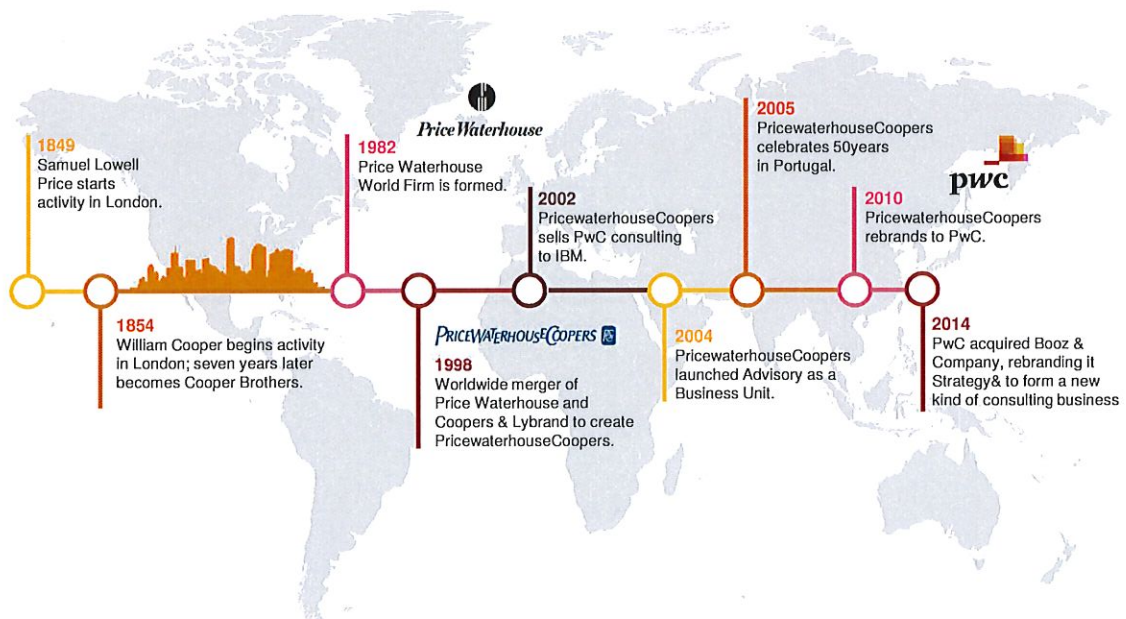 1849
Samuel Lowell
Price starts
activity in London.
1854
William Cooper begins activity
in London; seven years later
becomes Cooper Brothers.
Price Waterhouse
1982
Price Waterhouse
World Firm is formed.
PRICEWATERHOUSECOOPERS
1998
Worldwide merger of
Price Waterhouse and
Coopers & Lybrand to create
PricewaterhouseCoopers.
2002
PricewaterhouseCoopers
sells PwC consulting
to IBM.
2004
PricewaterhouseCoopers
launched Advisory as a
Business Unit.
2005
PricewaterhouseCoopers
celebrates 50years
in Portugal.
pwc
2010
PricewaterhouseCoopers
rebrands to PwC.
2014
PwC acquired Booz &
Company, rebranding it
Strategy& to form a new
kind of consulting business